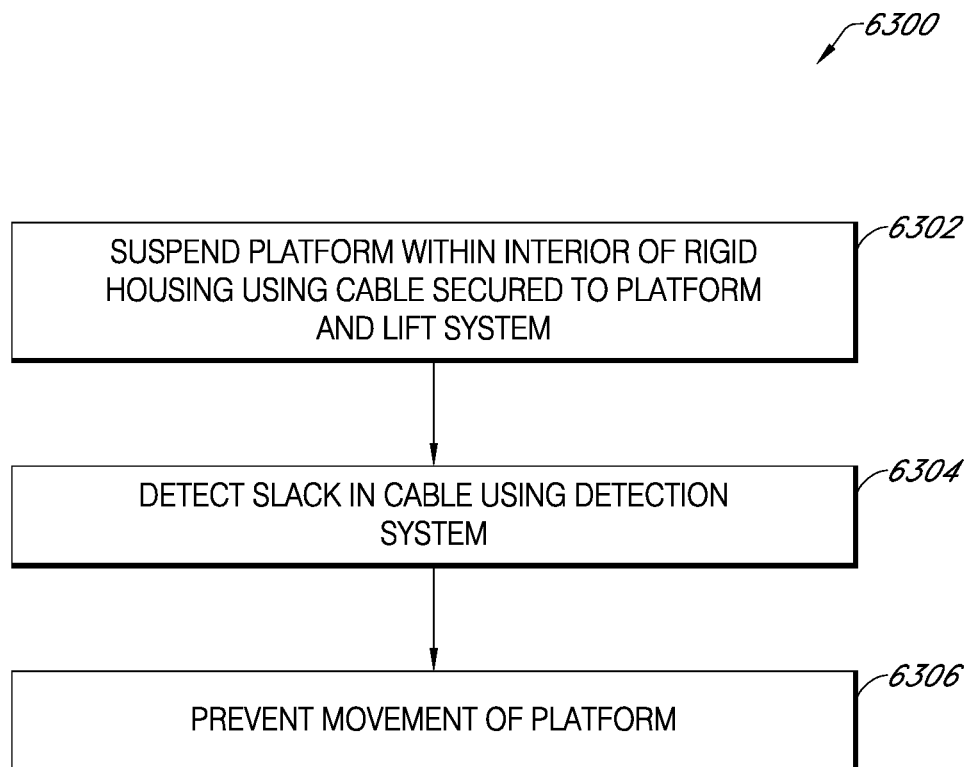 6300
6302
SUSPEND PLATFORM WITHIN INTERIOR OF RIGID
HOUSING USING CABLE SECURED TO PLATFORM
AND LIFT SYSTEM
6304
DETECT SLACK IN CABLE USING DETECTION
SYSTEM
6306
PREVENT MOVEMENT OF PLATFORM